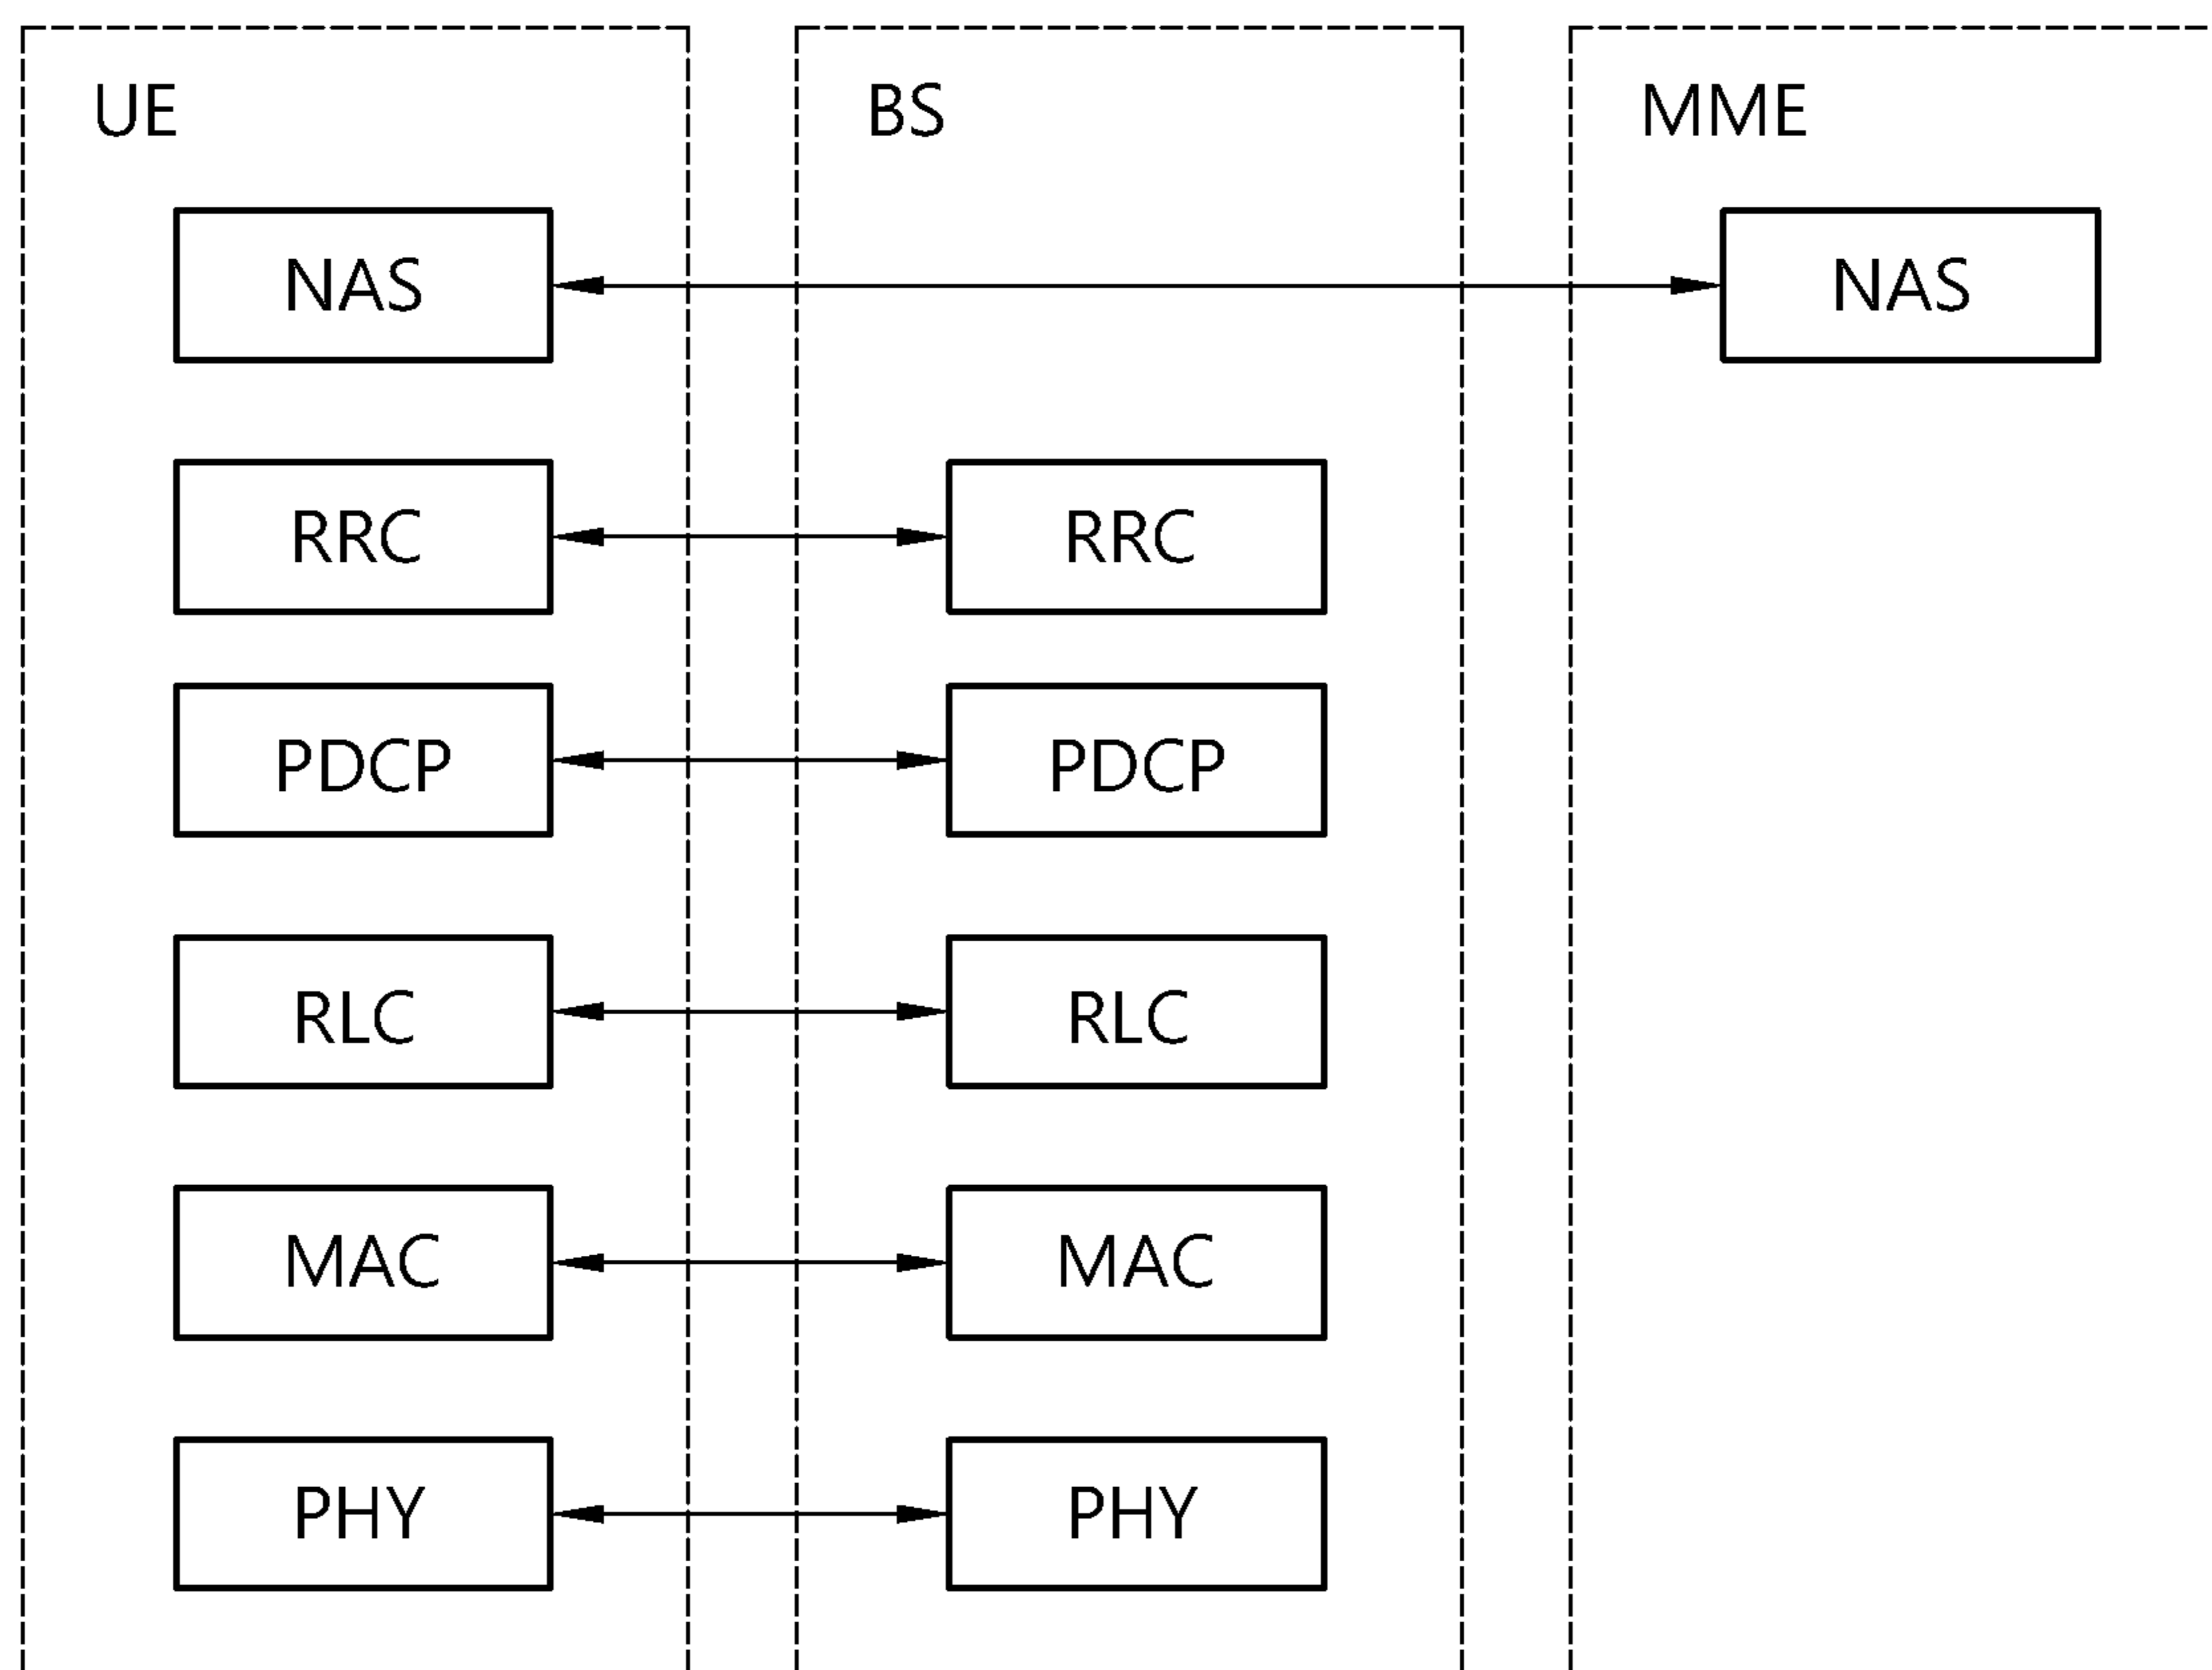 UE BS MME
NAS NAS
RRC RRC
PDCP PDCP
RLC RLC
MAC MAC
PHY PHY